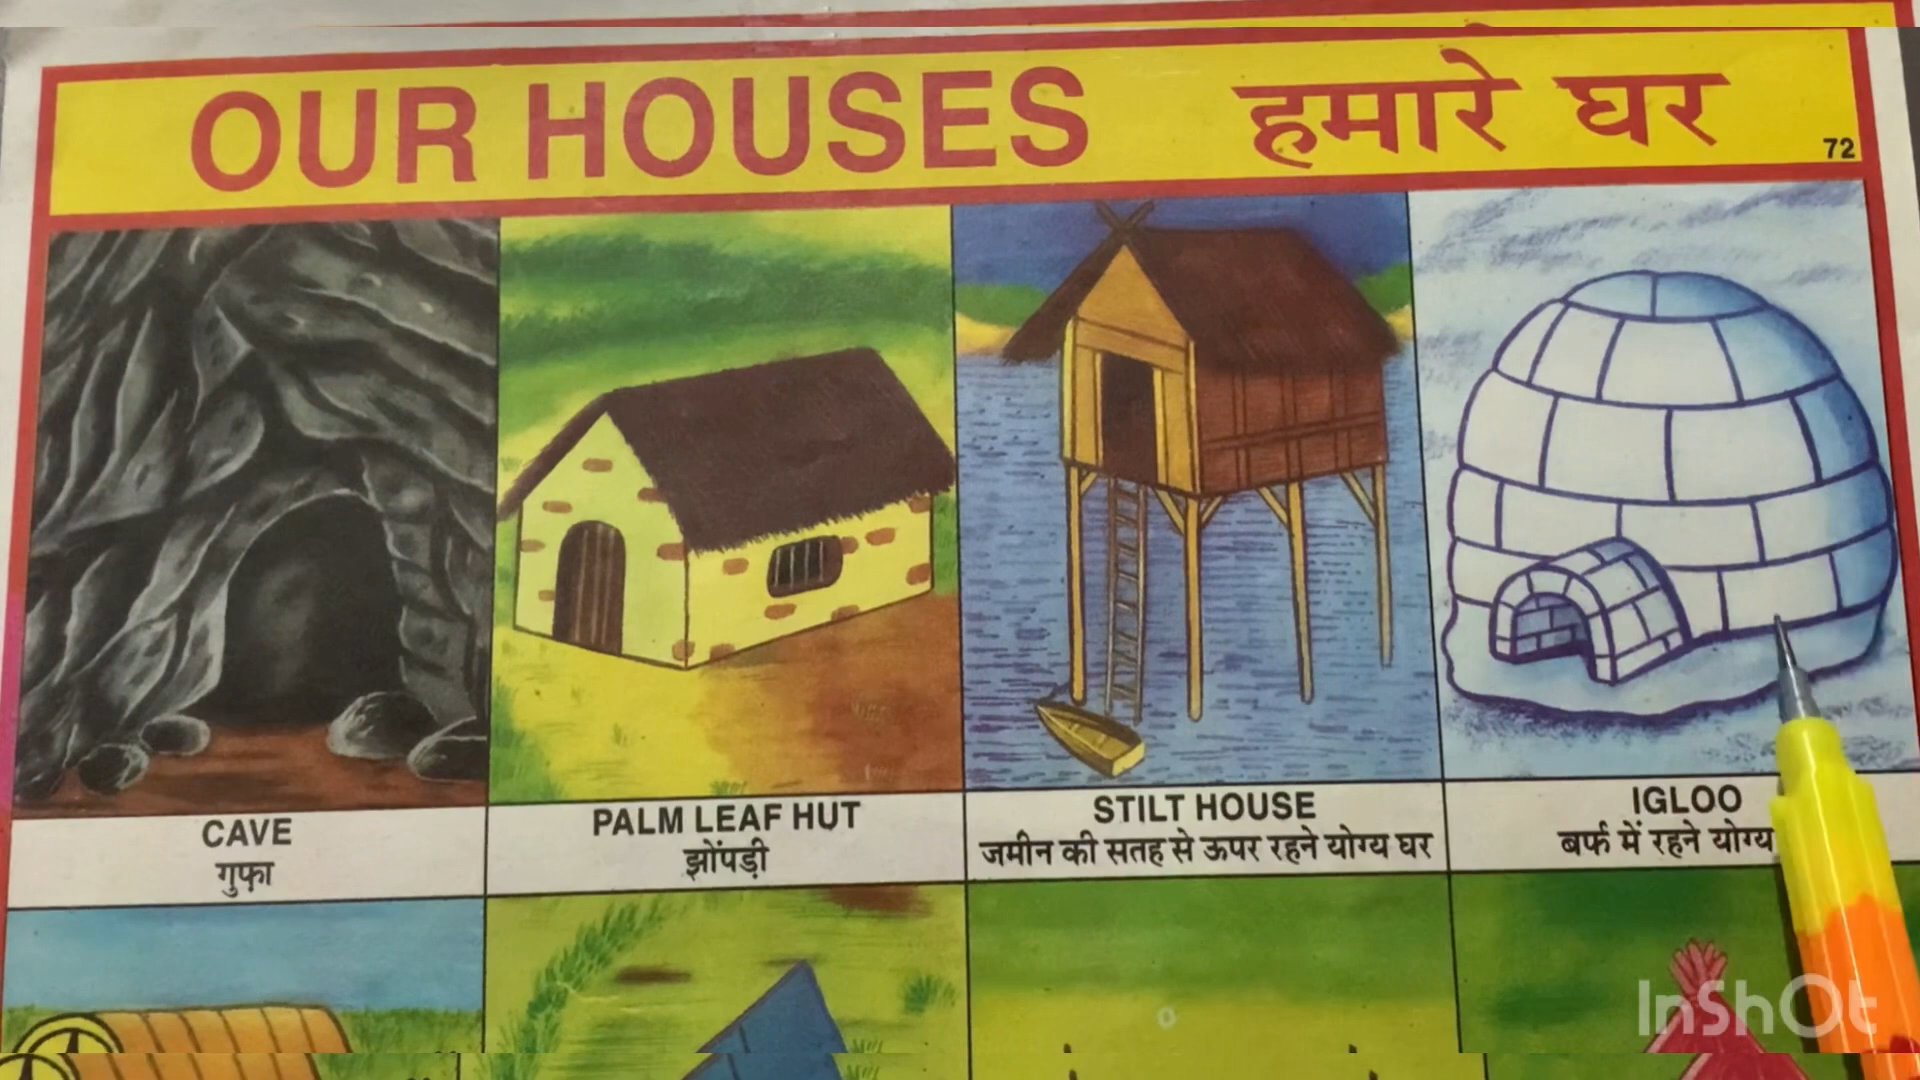 OUR HOUSES हमारे घर
72
CAVE
गुफा
PALM LEAF HUT
झोंपड़ी
STILT HOUSE
जमीन की सतह से ऊपर रहने योग्य घर
IGLOO
बर्फ में रहने योग्य
InShOt